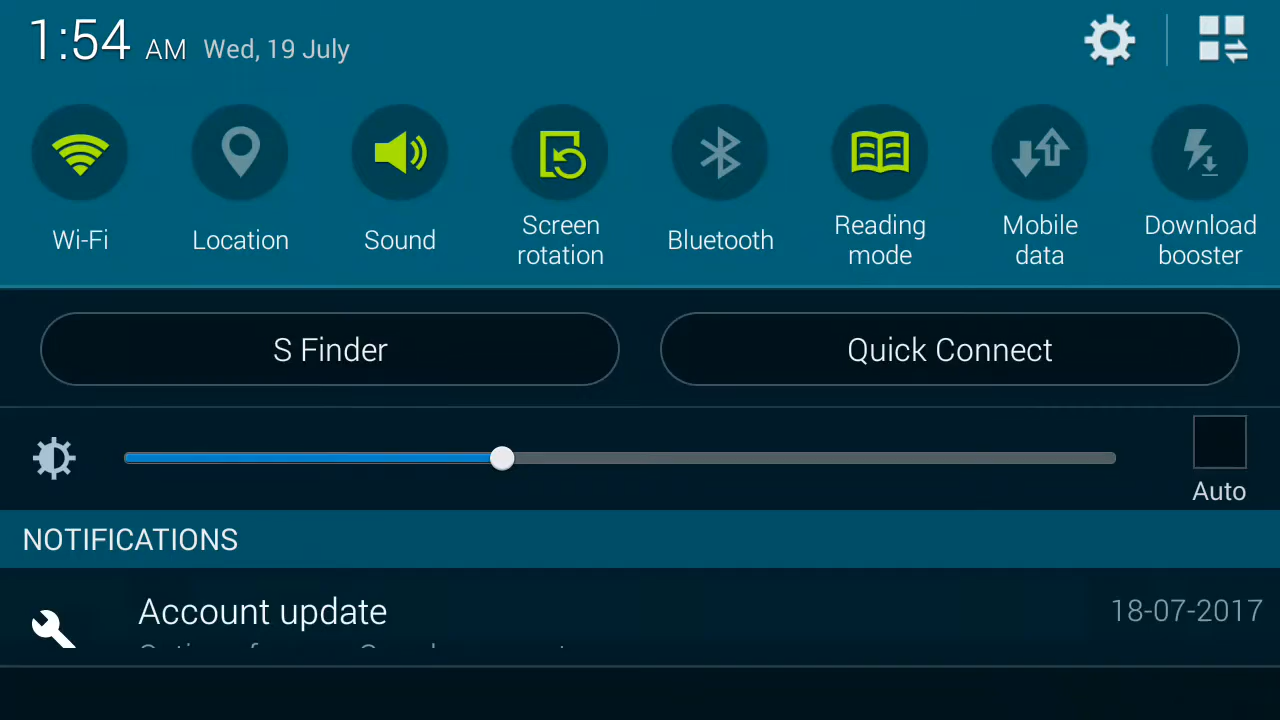 1:54 AM Wed, 19 July
Wi-Fi
Location
Sound
Screen
rotation
Bluetooth
Reading
mode
Mobile
data
Download
booster
S Finder
Quick Connect
Auto
NOTIFICATIONS
Account update
18-07-2017